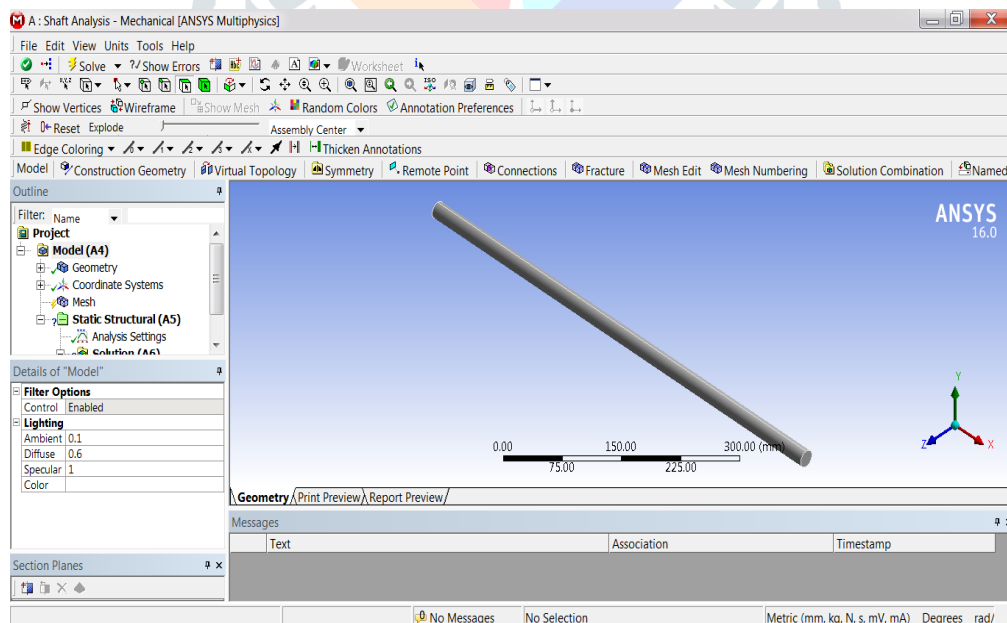 A : Shaft Analysis - Mechanical [ANSYS Multiphysics]
File Edit View Units Tools Help
Solve ?/ Show Errors A Worksheet i
Show Vertices Wireframe Show Mesh Random Colors Annotation Preferences
Reset Explode Assembly Center
Edge Coloring Thicken Annotations
Model Construction Geometry Virtual Topology Symmetry Remote Point Connections Fracture Mesh Edit Mesh Numbering Solution Combination Named
Outline
Filter: Name
Project
Model (A4)
Geometry
Coordinate Systems
Mesh
Static Structural (A5)
Analysis Settings
Solution (A6)
Details of "Model"
Filter Options
Control Enabled
Lighting
Ambient 0.1
Diffuse 0.6
Specular 1
Color
Section Planes
ANSYS
16.0
Y
Z X
0.00 150.00 300.00 (mm)
75.00 225.00
Geometry Print Preview Report Preview
Messages
Text Association Timestamp
No Messages No Selection Metric (mm, kg, N, s, mV, mA) Degrees rad/